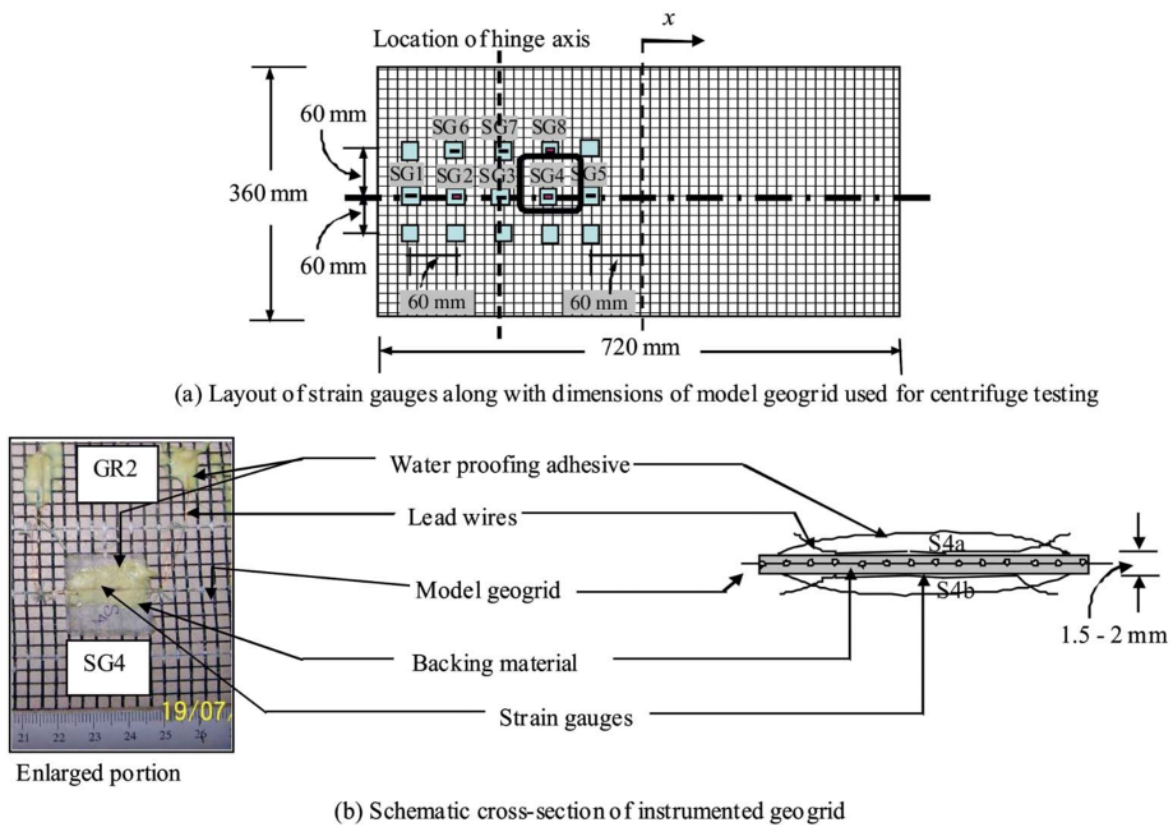 Location of hinge axis
x
60 mm
SG6 SG7 SG8
SG1 SG2 SG3 SG4 SG5
360 mm
60 mm
60 mm
60 mm
720 mm
(a) Layout of strain gauges along with dimensions of model geogrid used for centrifuge testing
GR2
Water proofing adhesive
Lead wires
S4a
Model geogrid
S4b
1.5 - 2 mm
Backing material
SG4
Strain gauges
19/07
21 22 23 24 25 26
Enlarged portion
(b) Schematic cross-section of instrumented geogrid